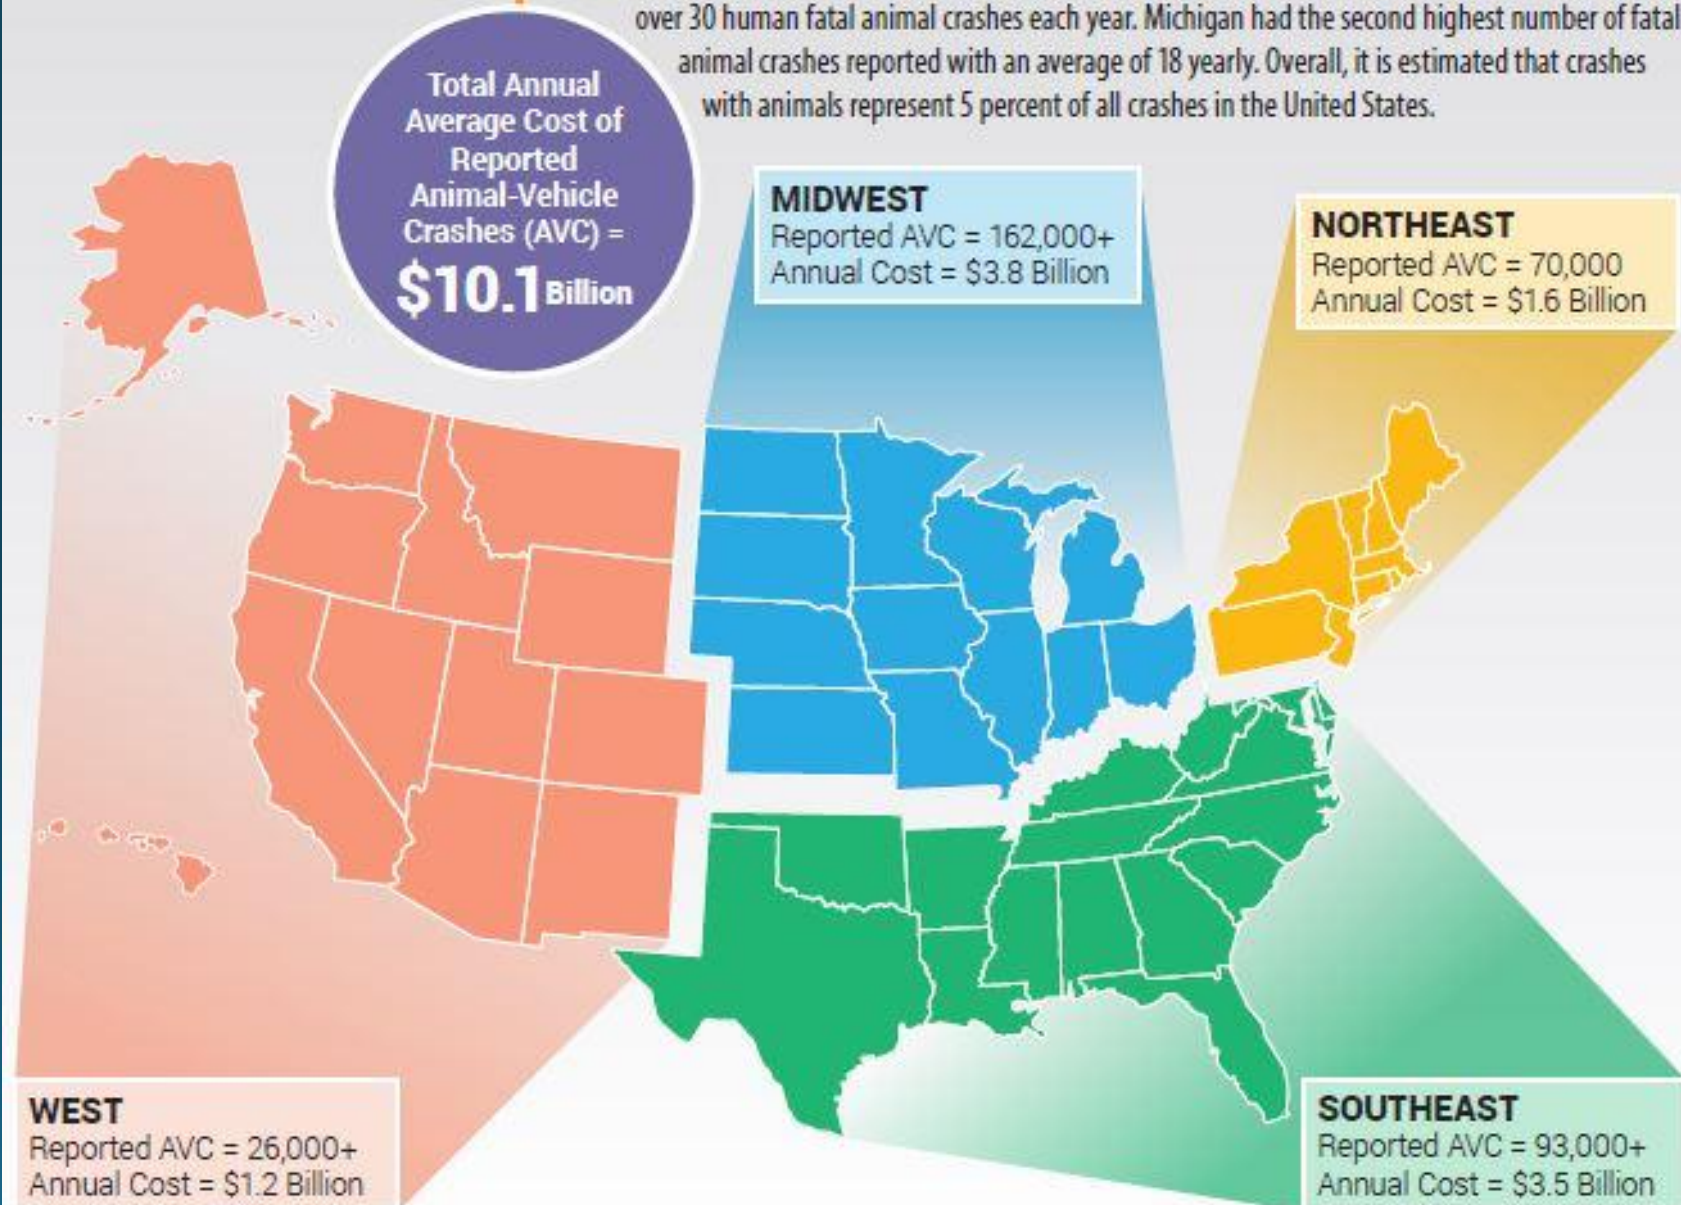 over 30 human fatal animal crashes each year. Michigan had the second highest number of fatal
animal crashes reported with an average of 18 yearly. Overall, it is estimated that crashes
with animals represent 5 percent of all crashes in the United States.
Total Annual
Average Cost of
Reported
Animal-Vehicle
Crashes (AVC) =
$10.1 Billion
MIDWEST
Reported AVC = 162,000+
Annual Cost = $3.8 Billion
NORTHEAST
Reported AVC = 70,000
Annual Cost = $1.6 Billion
WEST
Reported AVC = 26,000+
Annual Cost = $1.2 Billion
SOUTHEAST
Reported AVC = 93,000+
Annual Cost = $3.5 Billion